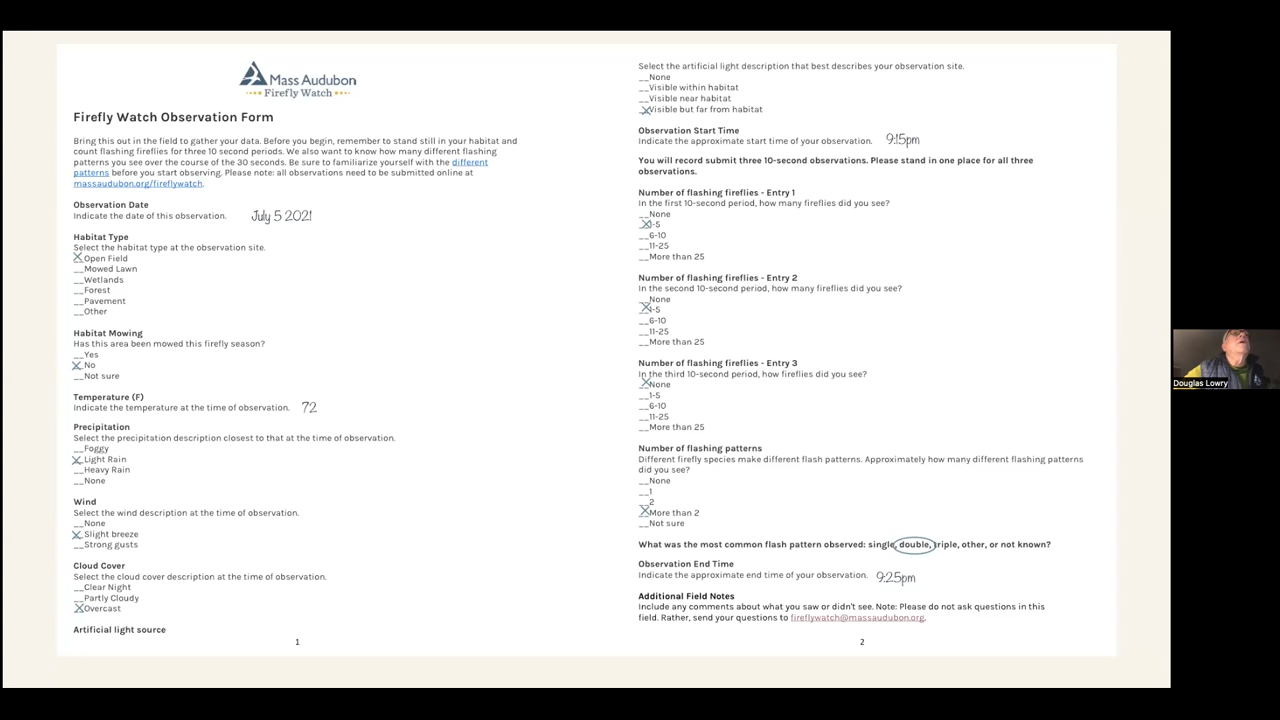 Mass Audubon
Firefly Watch
Firefly Watch Observation Form
Bring this out in the field to gather your data. Before you begin, remember to stand still in your habitat and
count flashing fireflies for three 10 second periods. We also want to know how many different flashing
patterns you see over the course of the 30 seconds. Be sure to familiarize yourself with the different
patterns before you start observing. Please note: all observations need to be submitted online at
massaudubon.org/fireflywatch.
Observation Date
Indicate the date of this observation. July 5 2021
Habitat Type
Select the habitat type at the observation site.
__Open Field
__Mowed Lawn
__Wetlands
__Forest
__Pavement
__Other
Habitat Mowing
Has this area been mowed this firefly season?
__Yes
__No
__Not sure
Temperature (F)
Indicate the temperature at the time of observation. 72
Precipitation
Select the precipitation description closest to that at the time of observation.
__Foggy
__Light Rain
__Heavy Rain
__None
Wind
Select the wind description at the time of observation.
__None
__Slight breeze
__Strong gusts
Cloud Cover
Select the cloud cover description at the time of observation.
__Clear Night
__Partly Cloudy
__Overcast
Artificial light source
1
Select the artificial light description that best describes your observation site.
__None
__Visible within habitat
__Visible near habitat
__Visible but far from habitat
Observation Start Time
Indicate the approximate start time of your observation. 9:15pm
You will record submit three 10-second observations. Please stand in one place for all three
observations.
Number of flashing fireflies - Entry 1
In the first 10-second period, how many fireflies did you see?
__None
__1-5
__6-10
__11-25
__More than 25
Number of flashing fireflies - Entry 2
In the second 10-second period, how many fireflies did you see?
__None
__1-5
__6-10
__11-25
__More than 25
Number of flashing fireflies - Entry 3
In the third 10-second period, how fireflies did you see?
__None
__1-5
__6-10
__11-25
__More than 25
Number of flashing patterns
Different firefly species make different flash patterns. Approximately how many different flashing patterns
did you see?
__None
__1
__2
__More than 2
__Not sure
What was the most common flash pattern observed: single, double, triple, other, or not known?
Observation End Time
Indicate the approximate end time of your observation. 9:25pm
Additional Field Notes
Include any comments about what you saw or didn't see. Note: Please do not ask questions in this
field. Rather, send your questions to fireflywatch@massaudubon.org.
2
Douglas Lowry